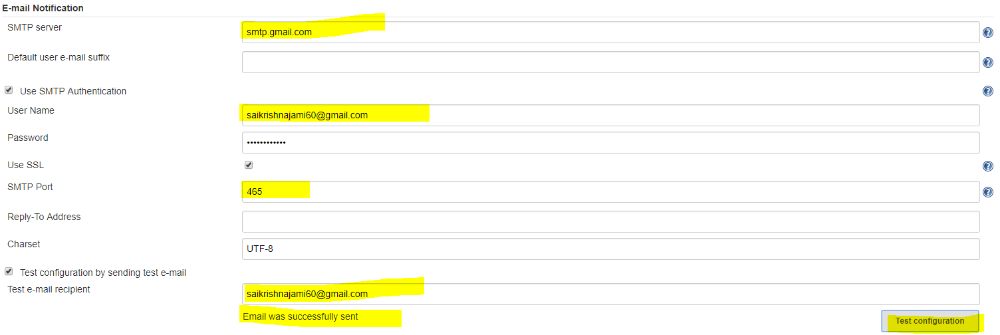 E-mail Notification
SMTP server
smtp.gmail.com
Default user e-mail suffix
Use SMTP Authentication
User Name
saikrishnajami60@gmail.com
Password
••••••••••••
Use SSL
SMTP Port
465
Reply-To Address
Charset
UTF-8
Test configuration by sending test e-mail
Test e-mail recipient
saikrishnajami60@gmail.com
Email was successfully sent
Test configuration